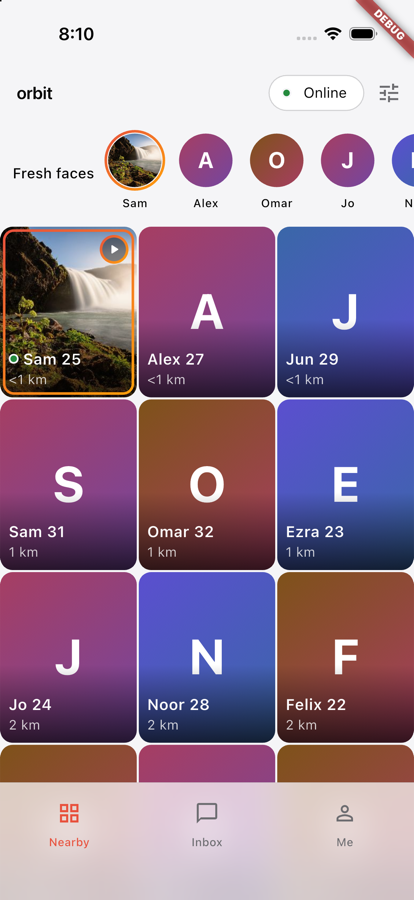 8:10
DEBUG
orbit
Online
Fresh faces
A
O
J
Sam
Alex
Omar
Jo
A
J
Sam 25
<1 km
Alex 27
<1 km
Jun 29
<1 km
S
O
E
Sam 31
1 km
Omar 32
1 km
Ezra 23
1 km
J
N
F
Jo 24
2 km
Noor 28
2 km
Felix 22
2 km
Nearby
Inbox
Me